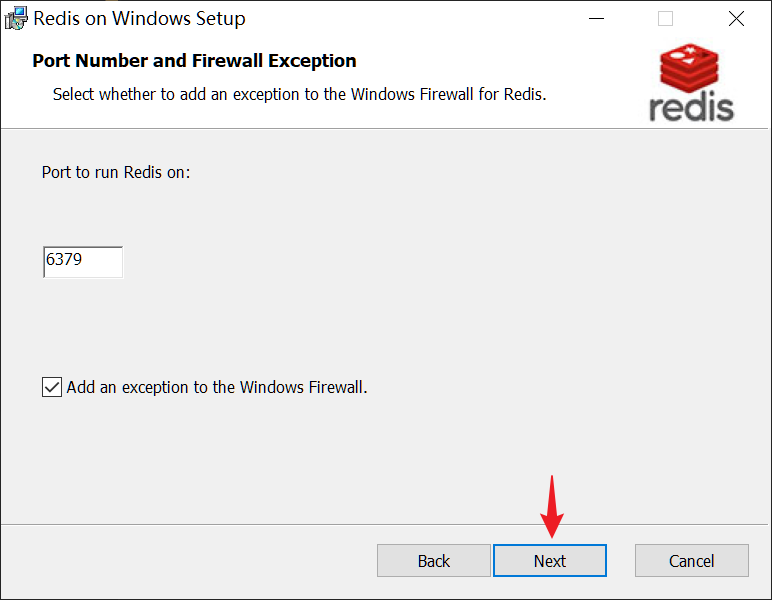 Redis on Windows Setup
Port Number and Firewall Exception
Select whether to add an exception to the Windows Firewall for Redis.
redis
Port to run Redis on:
6379
Add an exception to the Windows Firewall.
Back Next Cancel